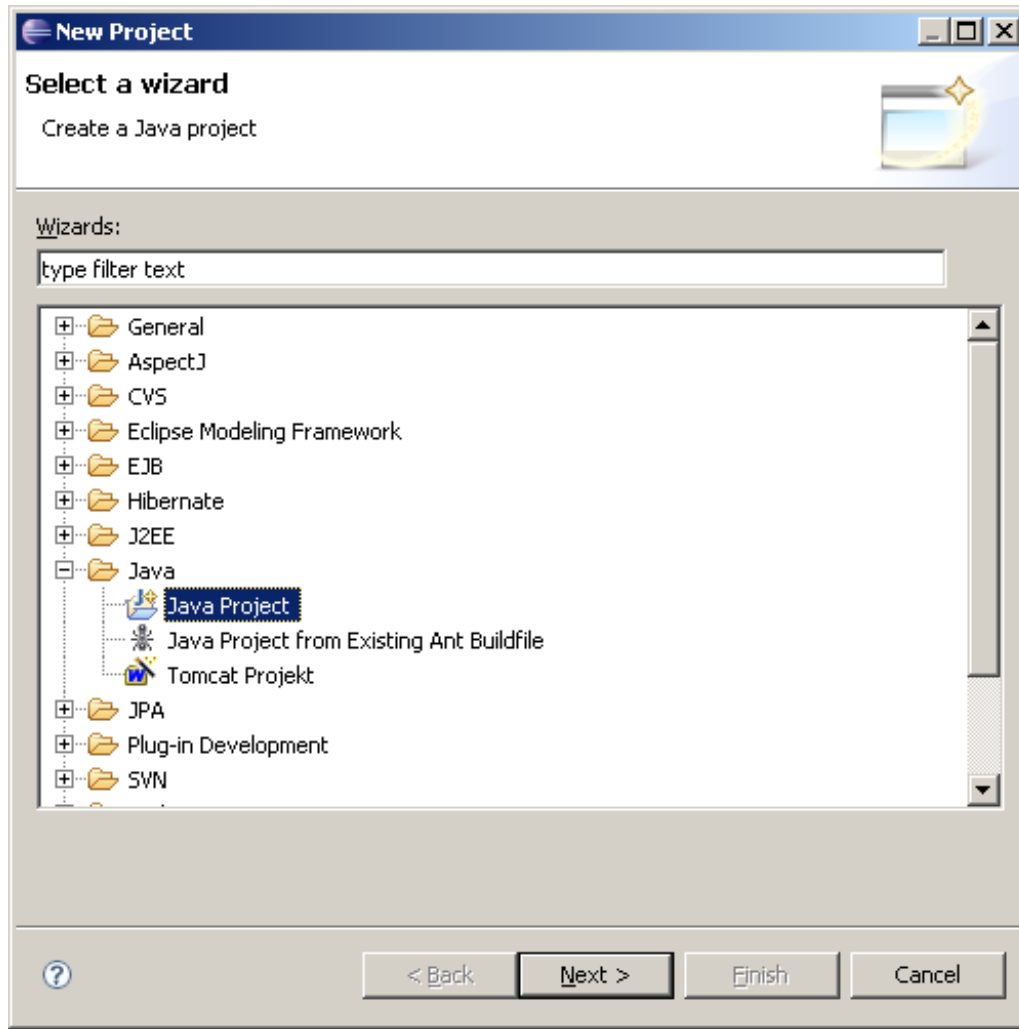 New Project
Select a wizard
Create a Java project
Wizards:
type filter text
General
AspectJ
CVS
Eclipse Modeling Framework
EJB
Hibernate
J2EE
Java
Java Project
Java Project from Existing Ant Buildfile
Tomcat Projekt
JPA
Plug-in Development
SVN
? < Back Next > Finish Cancel